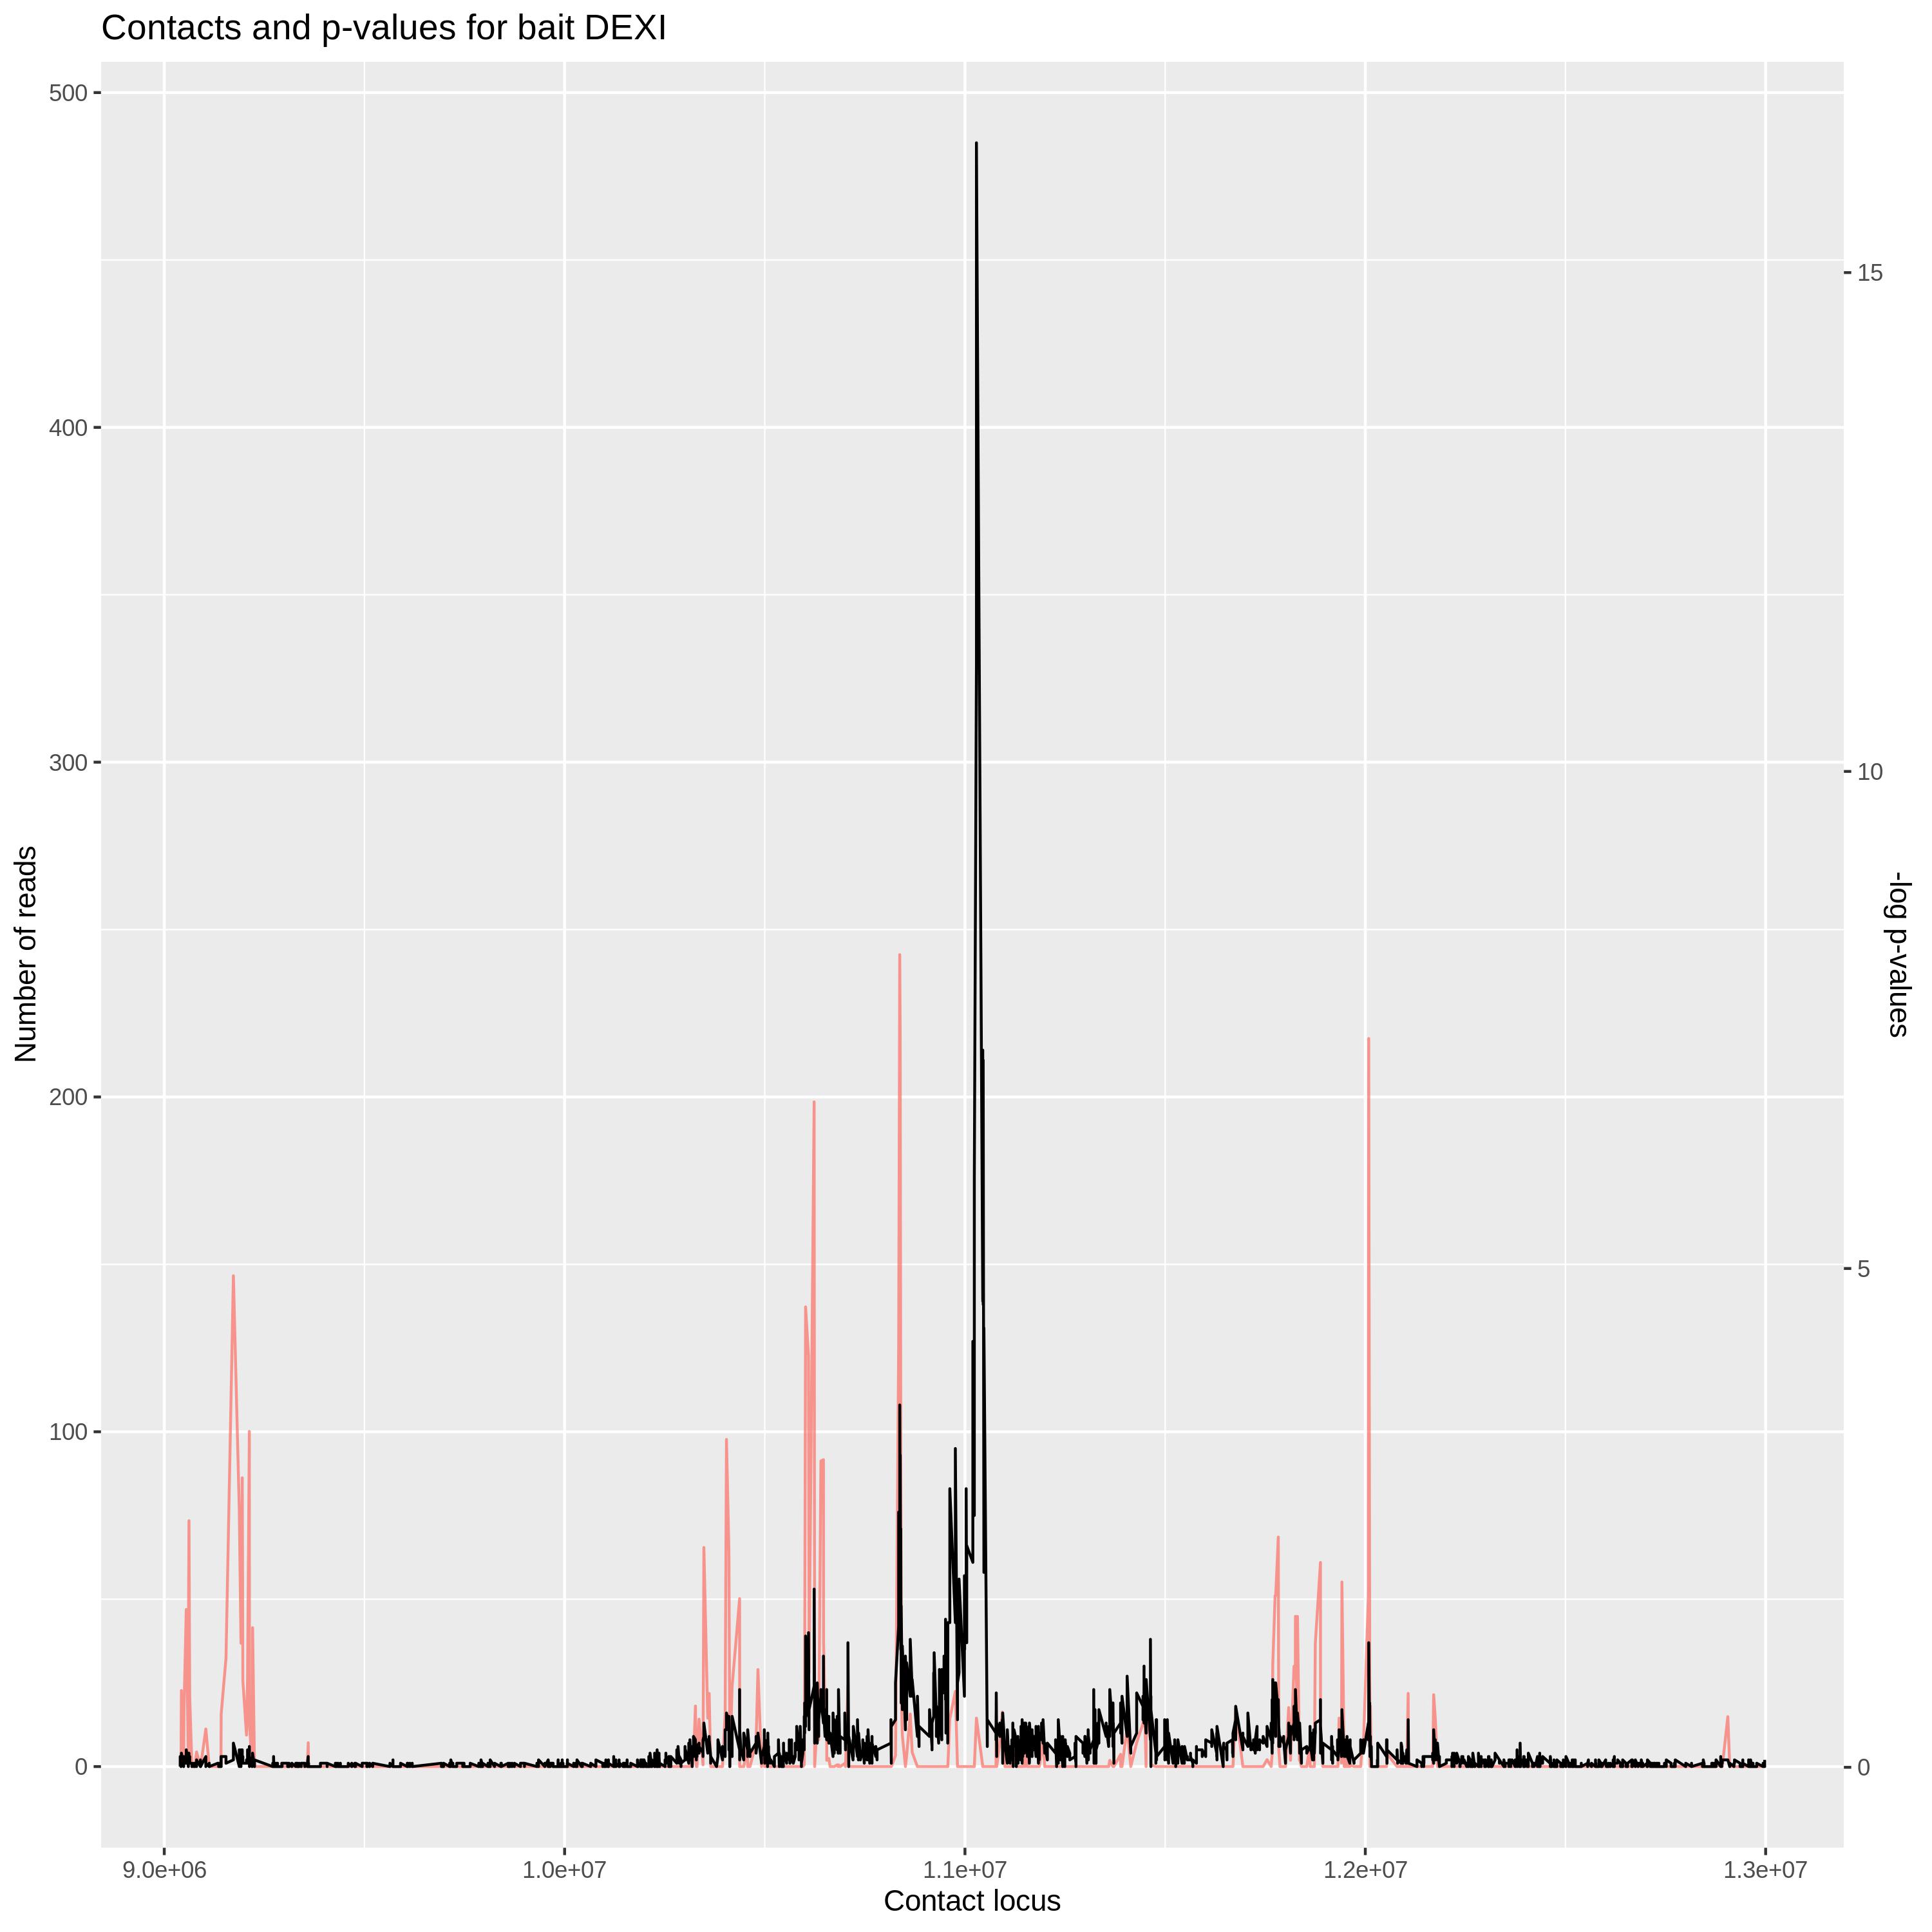 Contacts and p-values for bait DEXI
500
400
300
200
100
0
Number of reads
15
10
5
0
-log p-values
9.0e+06 1.0e+07 1.1e+07 1.2e+07 1.3e+07
Contact locus